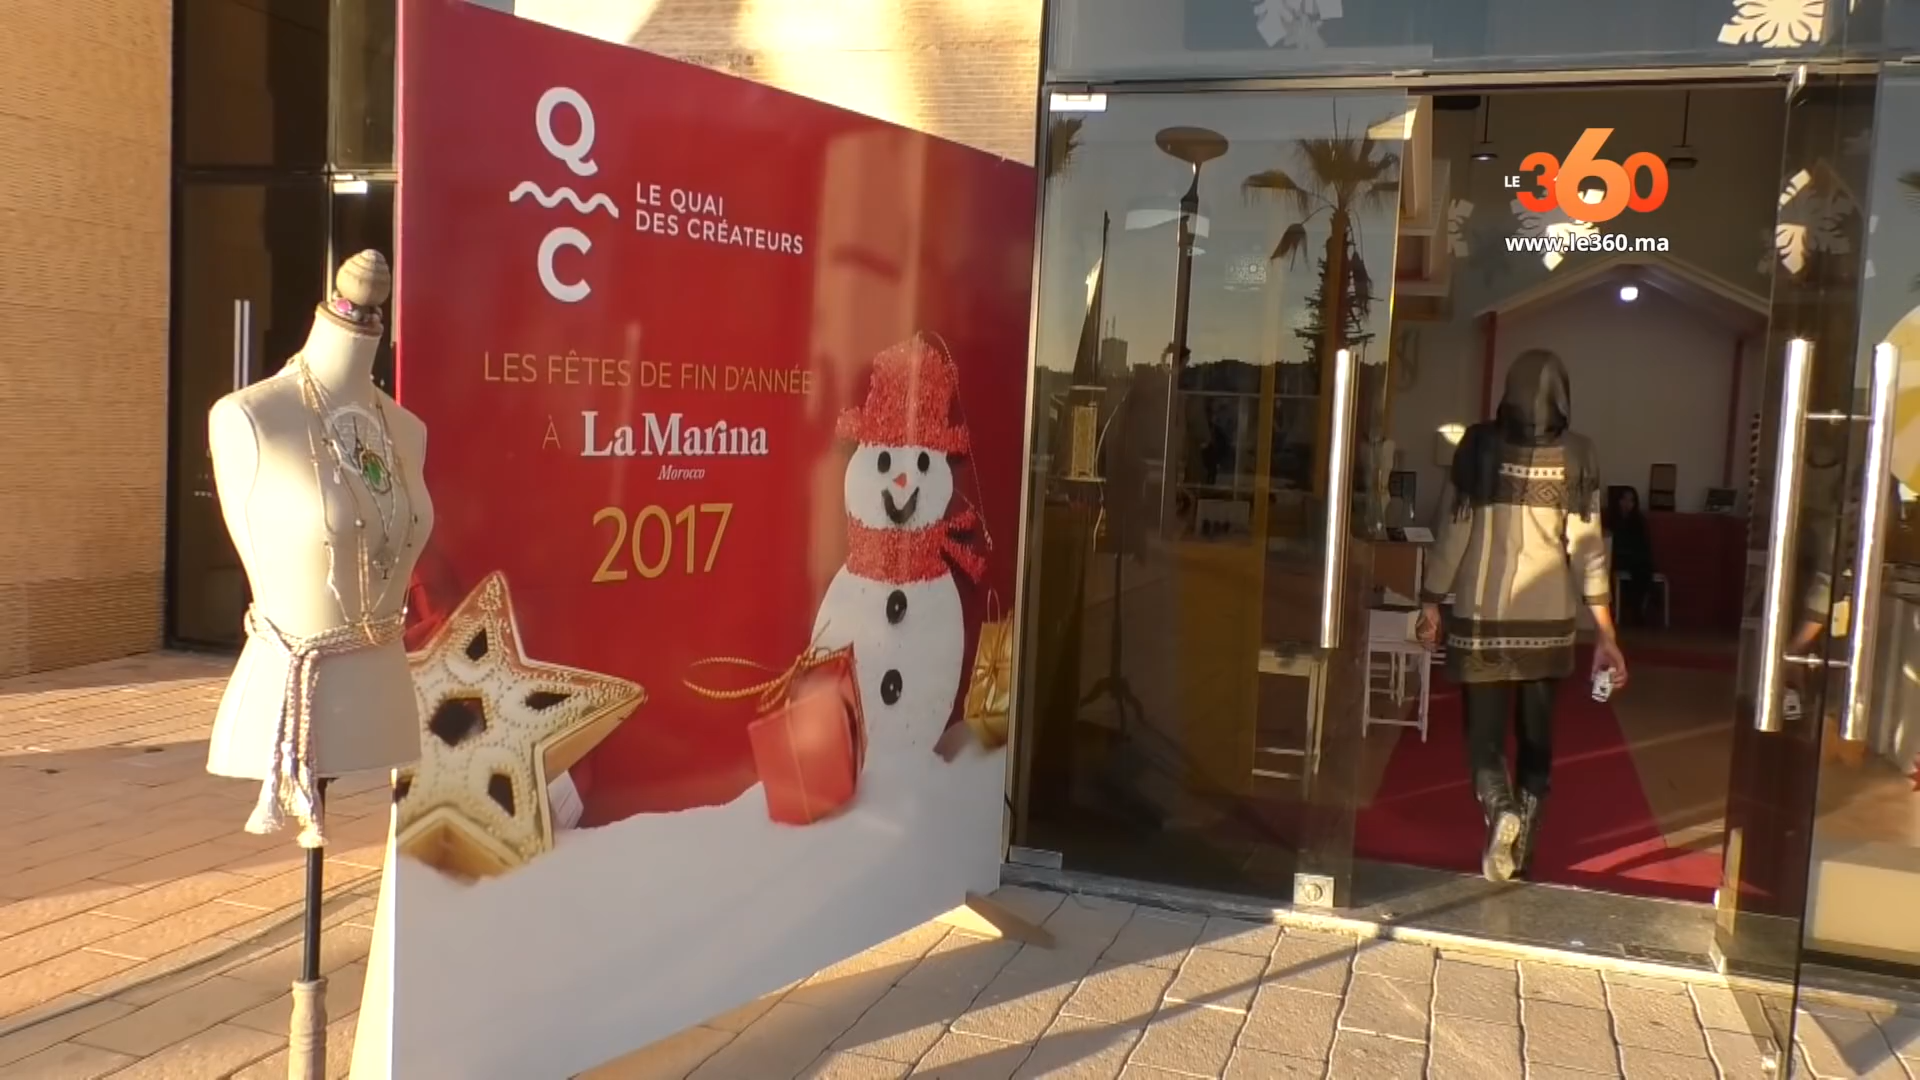 Q
C
LE QUAI
DES CRÉATEURS
LES FÊTES DE FIN D'ANNÉE
À La Marina
Morocco
2017
LE 360
www.le360.ma